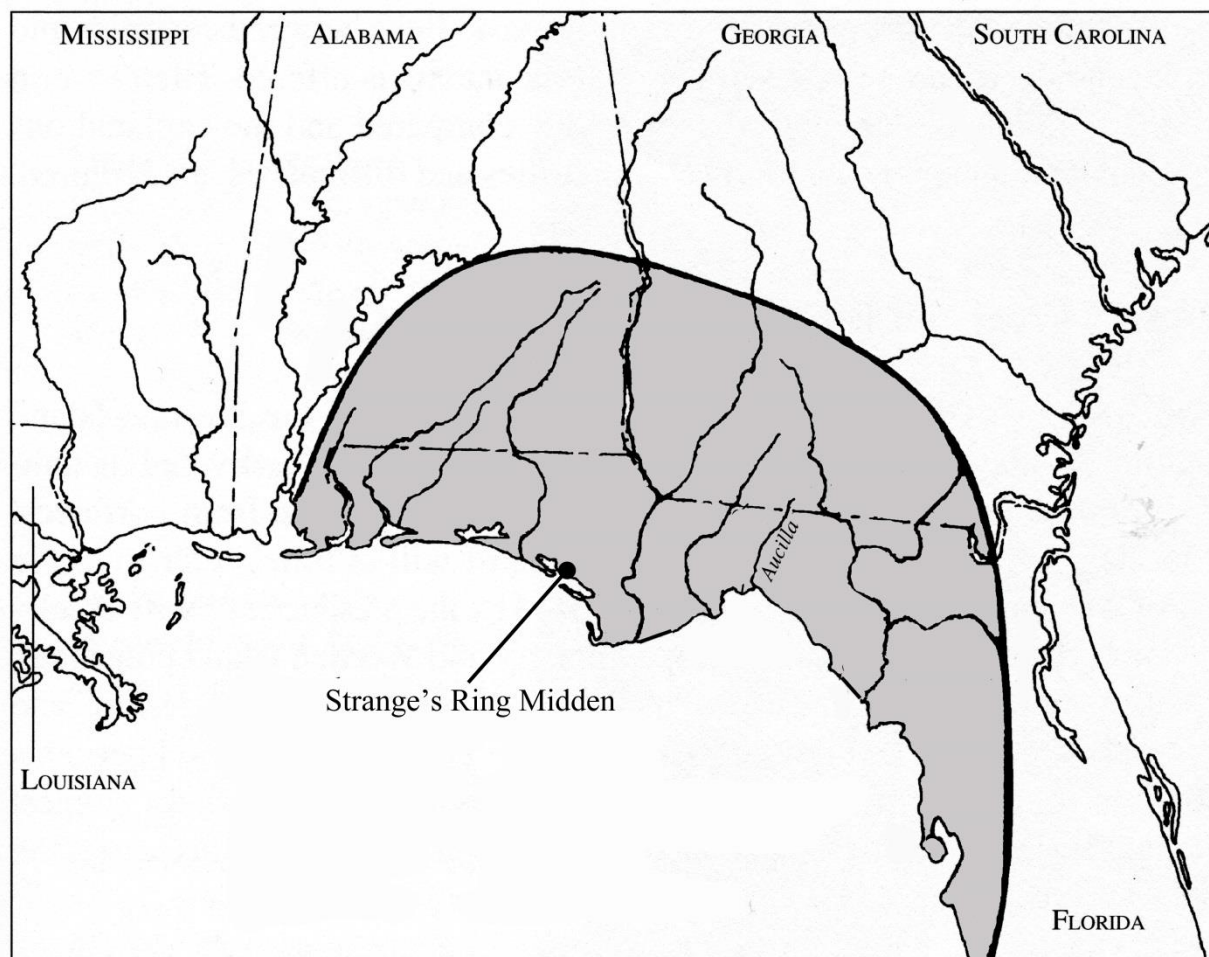 MISSISSIPPI
ALABAMA
GEORGIA
SOUTH CAROLINA
Aucilla
Strange's Ring Midden
LOUISIANA
FLORIDA